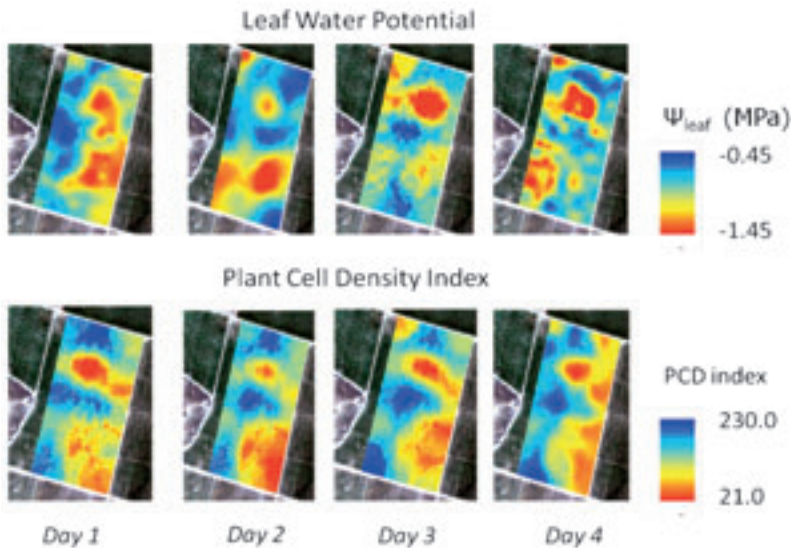 Leaf Water Potential
Ψleaf (MPa)
-0.45
-1.45
Plant Cell Density Index
PCD index
230.0
21.0
Day 1 Day 2 Day 3 Day 4